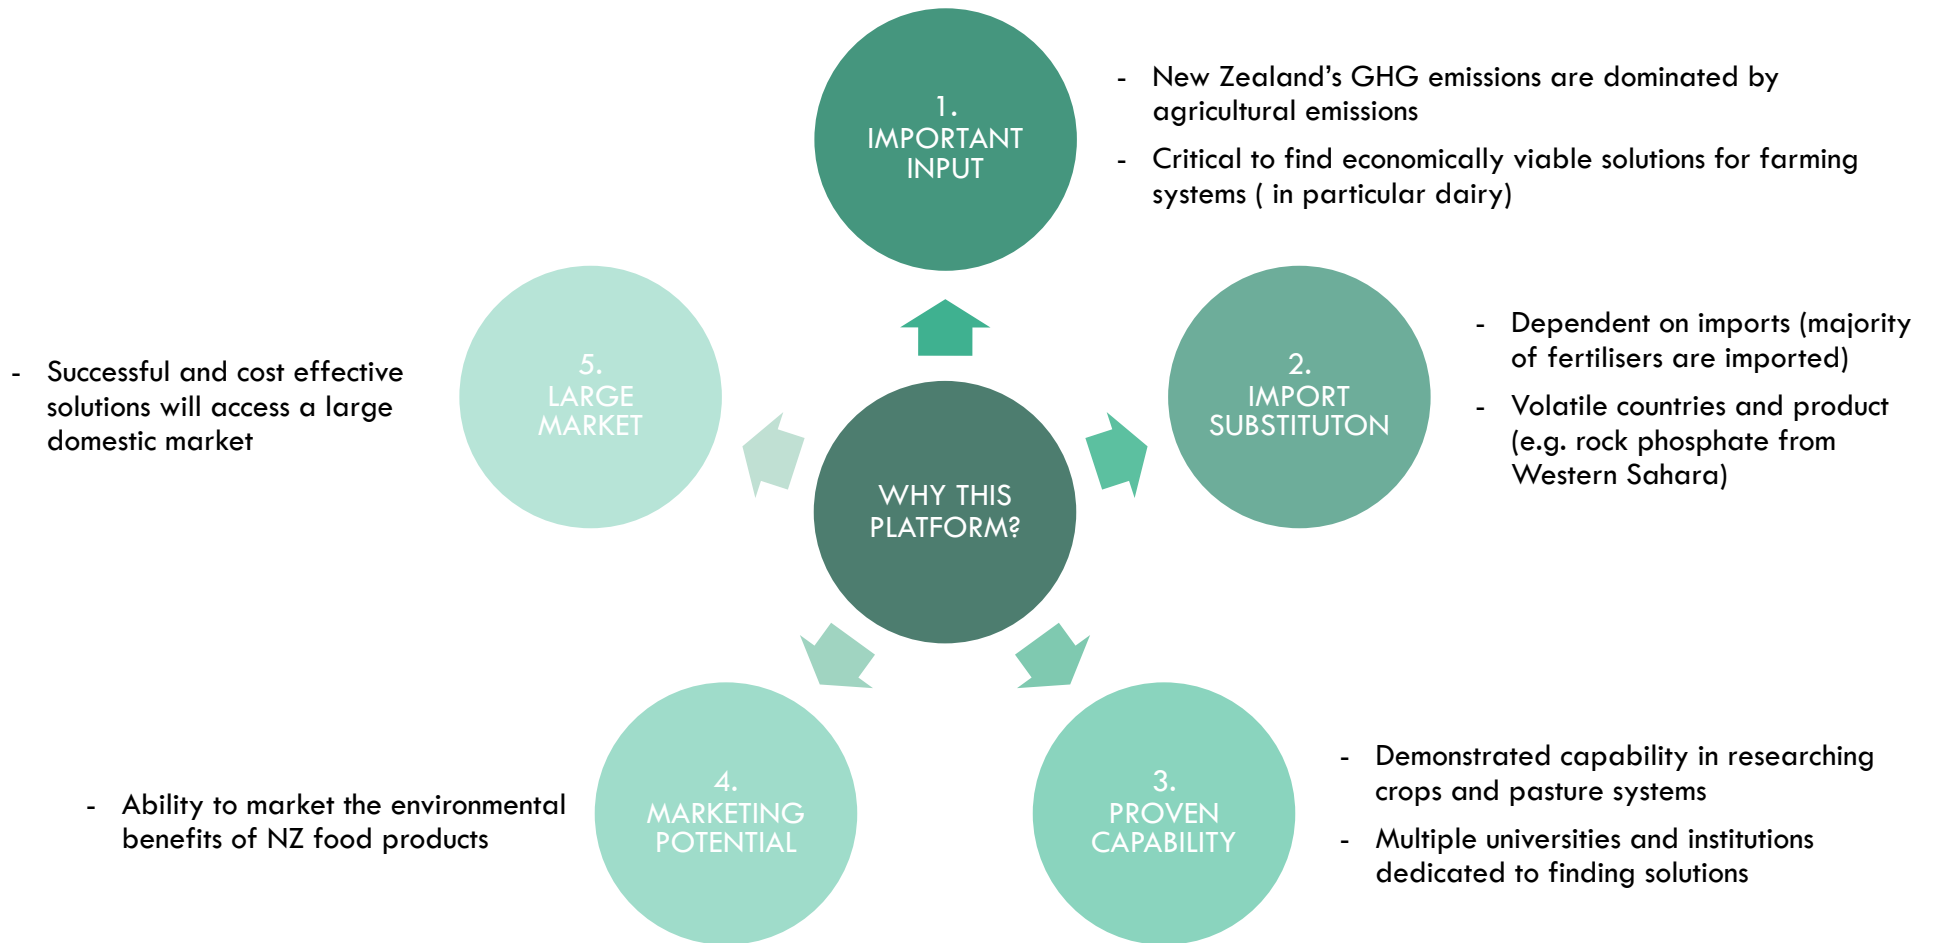 1.
IMPORTANT
INPUT
- New Zealand's GHG emissions are dominated by
agricultural emissions
- Critical to find economically viable solutions for farming
systems ( in particular dairy)
2.
IMPORT
SUBSTITUTON
- Dependent on imports (majority
of fertilisers are imported)
- Volatile countries and product
(e.g. rock phosphate from
Western Sahara)
WHY THIS
PLATFORM?
3.
PROVEN
CAPABILITY
- Demonstrated capability in researching
crops and pasture systems
- Multiple universities and institutions
dedicated to finding solutions
4.
MARKETING
POTENTIAL
- Ability to market the environmental
benefits of NZ food products
5.
LARGE
MARKET
- Successful and cost effective
solutions will access a large
domestic market